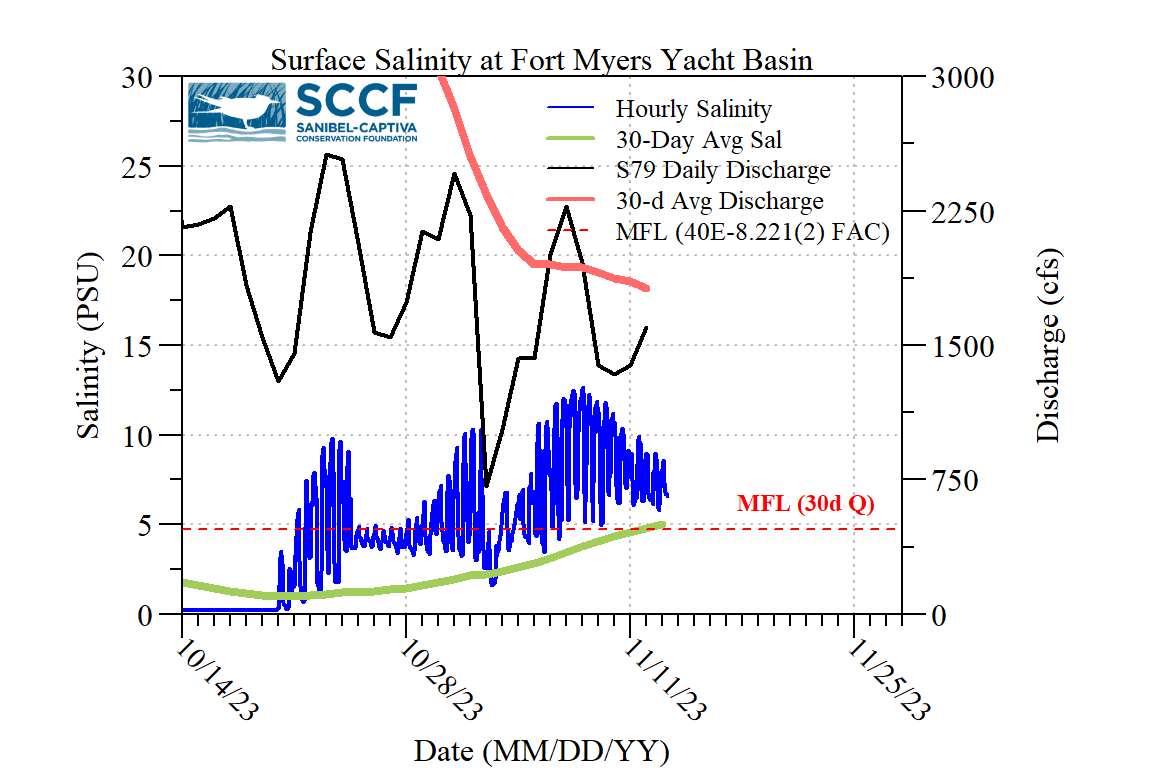 Surface Salinity at Fort Myers Yacht Basin
SCCF
SANIBEL-CAPTIVA
CONSERVATION FOUNDATION
Hourly Salinity
30-Day Avg Sal
S79 Daily Discharge
30-d Avg Discharge
MFL (40E-8.221(2) FAC)
MFL (30d Q)
Salinity (PSU)
30
25
20
15
10
5
0
Discharge (cfs)
3000
2250
1500
750
0
10/14/23
10/28/23
11/11/23
11/25/23
Date (MM/DD/YY)